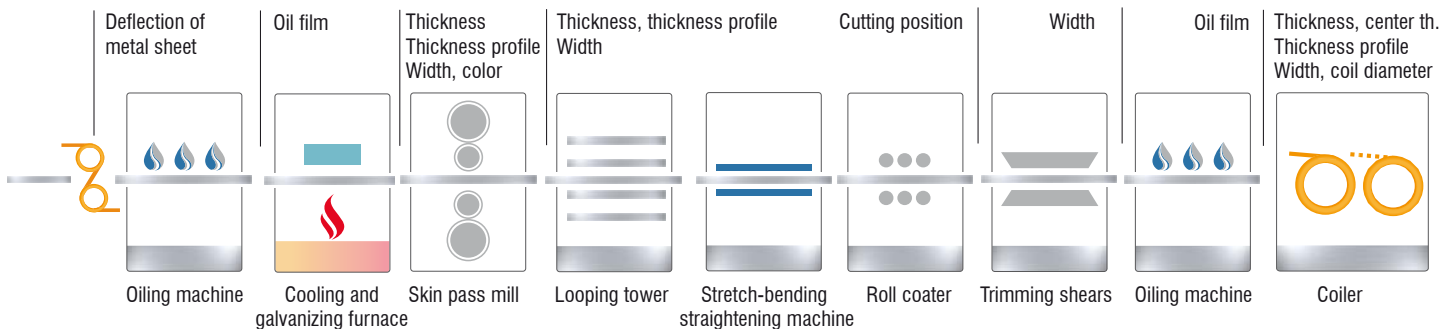 Deflection of
metal sheet
Oil film
Thickness
Thickness profile
Width, color
Thickness, thickness profile
Width
Cutting position
Width
Oil film
Thickness, center th.
Thickness profile
Width, coil diameter
Oiling machine
Cooling and
galvanizing furnace
Skin pass mill
Looping tower
Stretch-bending
straightening machine
Roll coater
Trimming shears
Oiling machine
Coiler